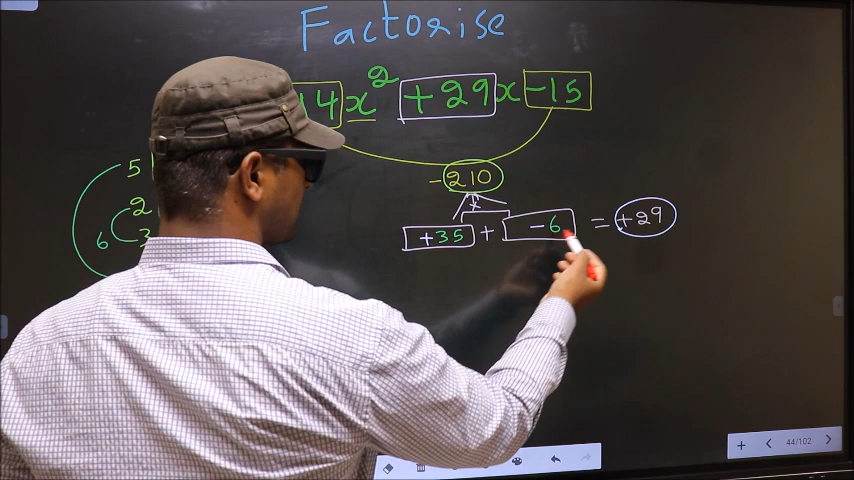 Factorise
14x² +29x -15
- 210
5
x
2
+35 + -6 = +29
6 3
44/102